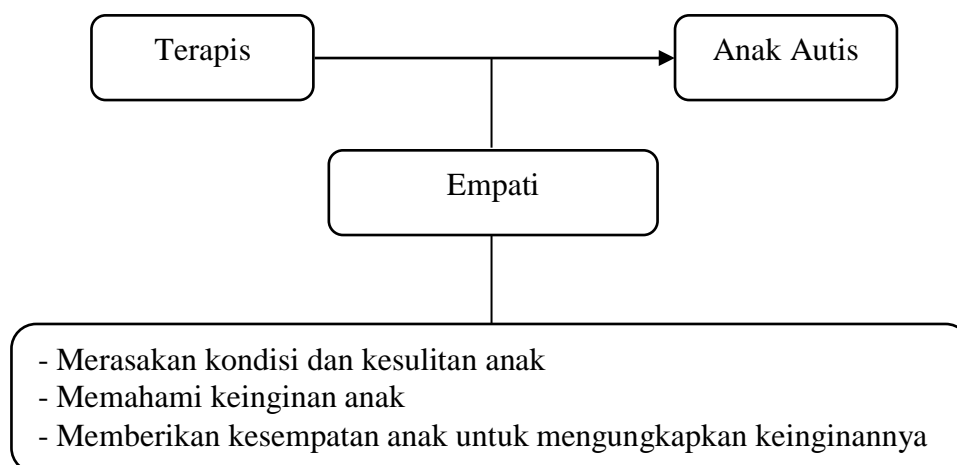 Terapis
Anak Autis
Empati
- Merasakan kondisi dan kesulitan anak
- Memahami keinginan anak
- Memberikan kesempatan anak untuk mengungkapkan keinginannya